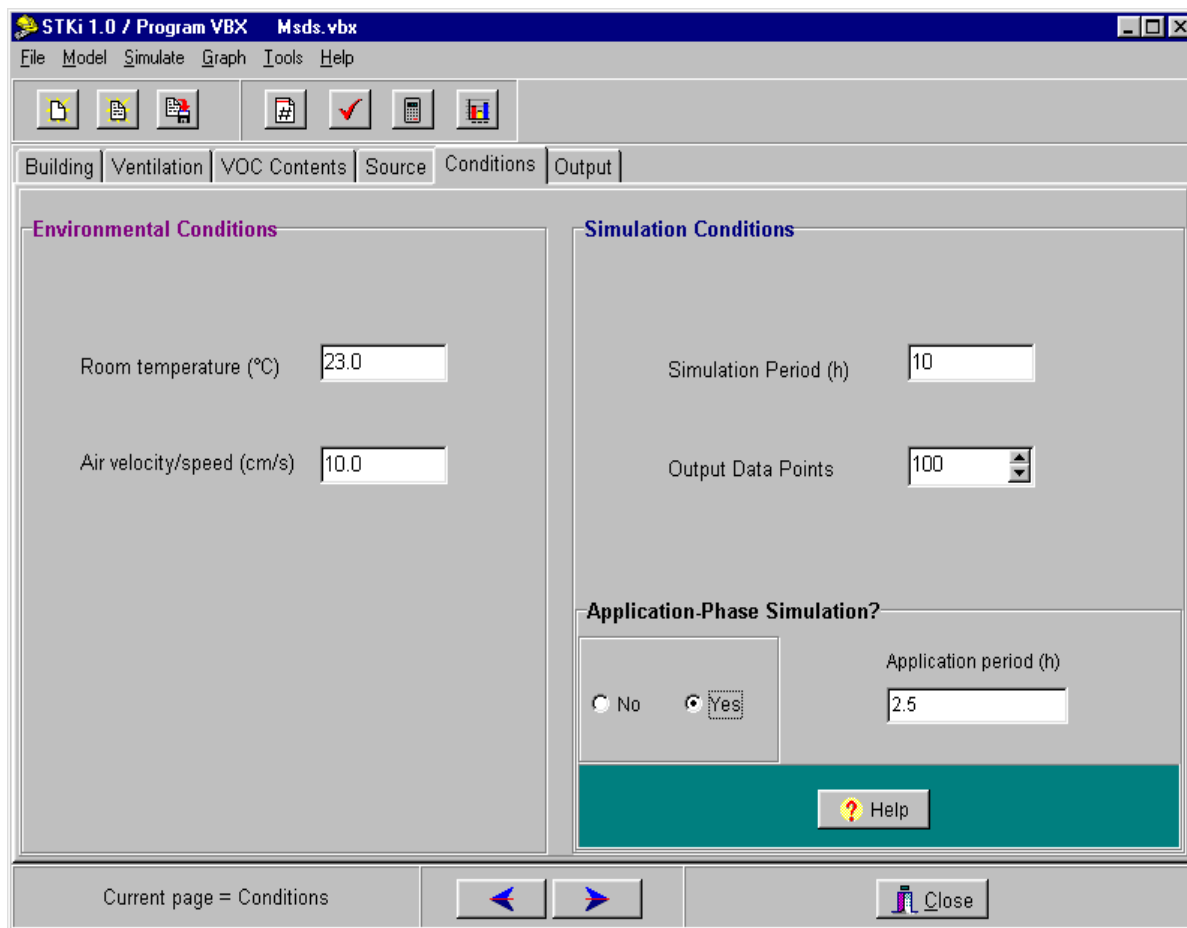 STKi 1.0 / Program VBX Msds.vbx
File Model Simulate Graph Tools Help
#
Building Ventilation VOC Contents Source Conditions Output
Environmental Conditions
Room temperature (°C) 23.0
Air velocity/speed (cm/s) 10.0
Simulation Conditions
Simulation Period (h) 10
Output Data Points 100
Application-Phase Simulation?
No Yes
Application period (h)
2.5
? Help
Current page = Conditions
Close